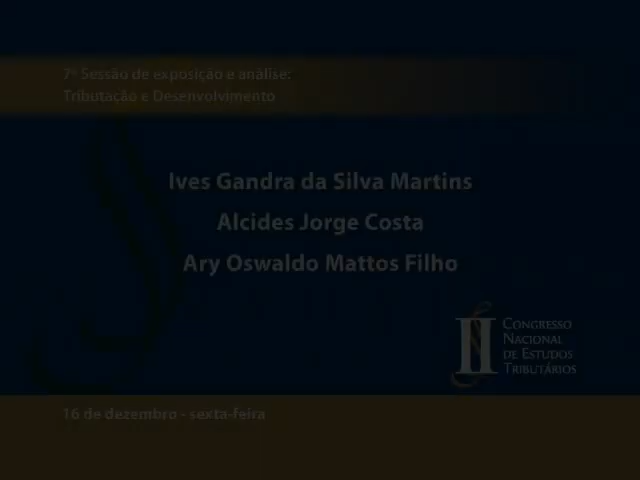 7ª Sessão de exposição e análise:
Tributação e Desenvolvimento
Ives Gandra da Silva Martins
Alcides Jorge Costa
Ary Oswaldo Mattos Filho
II
CONGRESSO
NACIONAL
DE ESTUDOS
TRIBUTÁRIOS
16 de dezembro - sexta-feira